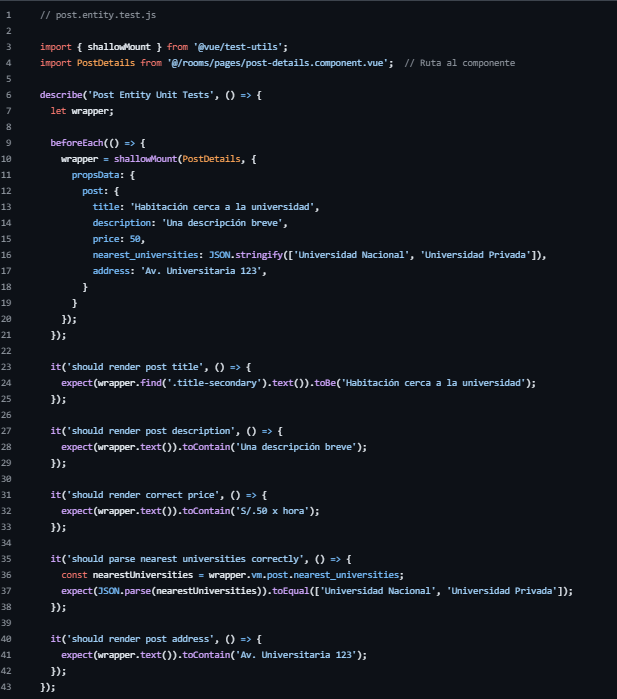 1 // post.entity.test.js
2
3 import { shallowMount } from '@vue/test-utils';
4 import PostDetails from '@/rooms/pages/post-details.component.vue'; // Ruta al componente
5
6 describe('Post Entity Unit Tests', () => {
7 let wrapper;
8
9 beforeEach(() => {
10 wrapper = shallowMount(PostDetails, {
11 propsData: {
12 post: {
13 title: 'Habitación cerca a la universidad',
14 description: 'Una descripción breve',
15 price: 50,
16 nearest_universities: JSON.stringify(['Universidad Nacional', 'Universidad Privada']),
17 address: 'Av. Universitaria 123',
18 }
19 }
20 });
21 });
22
23 it('should render post title', () => {
24 expect(wrapper.find('.title-secondary').text()).toBe('Habitación cerca a la universidad');
25 });
26
27 it('should render post description', () => {
28 expect(wrapper.text()).toContain('Una descripción breve');
29 });
30
31 it('should render correct price', () => {
32 expect(wrapper.text()).toContain('S/.50 x hora');
33 });
34
35 it('should parse nearest universities correctly', () => {
36 const nearestUniversities = wrapper.vm.post.nearest_universities;
37 expect(JSON.parse(nearestUniversities)).toEqual(['Universidad Nacional', 'Universidad Privada']);
38 });
39
40 it('should render post address', () => {
41 expect(wrapper.text()).toContain('Av. Universitaria 123');
42 });
43 });